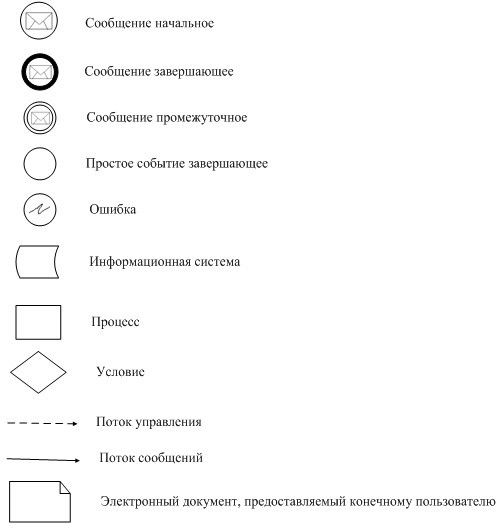 Сообщение начальное
Сообщение завершающее
Сообщение промежуточное
Простое событие завершающее
Ошибка
Информационная система
Процесс
Условие
Поток управления
Поток сообщений
Электронный документ, предоставляемый конечному пользователю